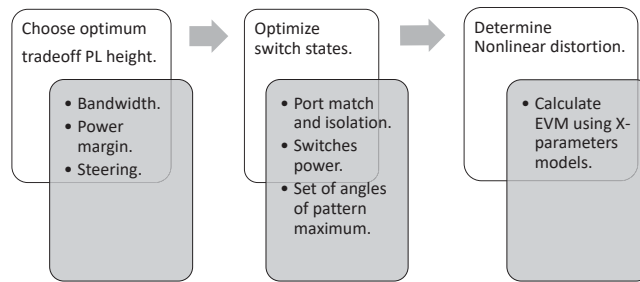 Choose optimum
tradeoff PL height.
• Bandwidth.
• Power
margin.
• Steering.
Optimize
switch states.
• Port match
and isolation.
• Switches
power.
• Set of angles
of pattern
maximum.
Determine
Nonlinear distortion.
• Calculate
EVM using X-
parameters
models.